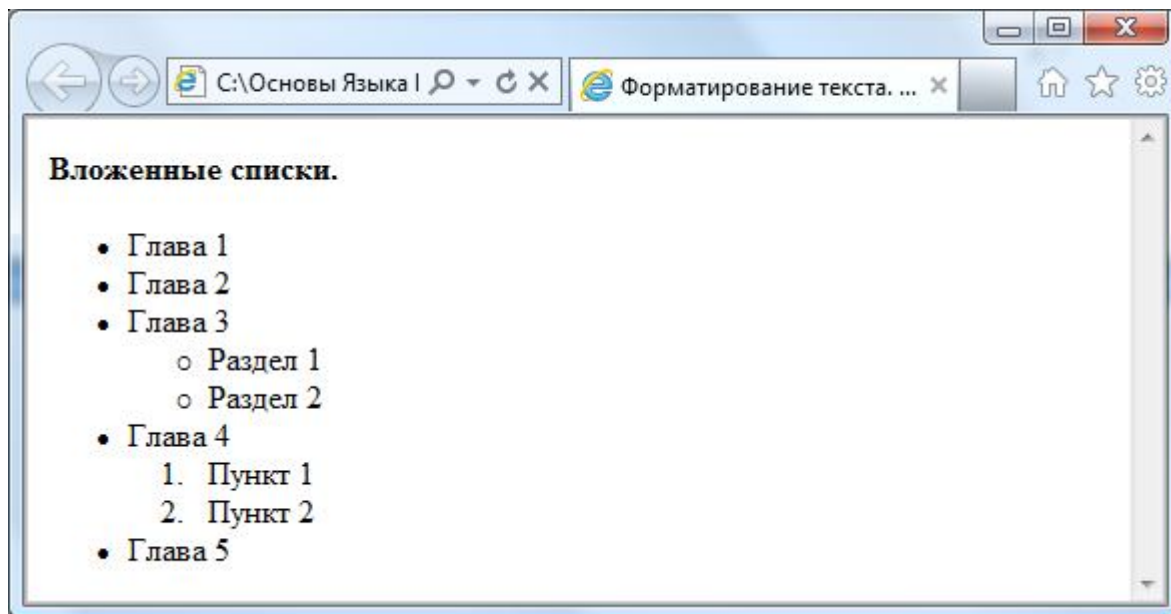 C:\Основы Языка
Форматирование текста. ...
Вложенные списки.
• Глава 1
• Глава 2
• Глава 3
○ Раздел 1
○ Раздел 2
• Глава 4
1. Пункт 1
2. Пункт 2
• Глава 5